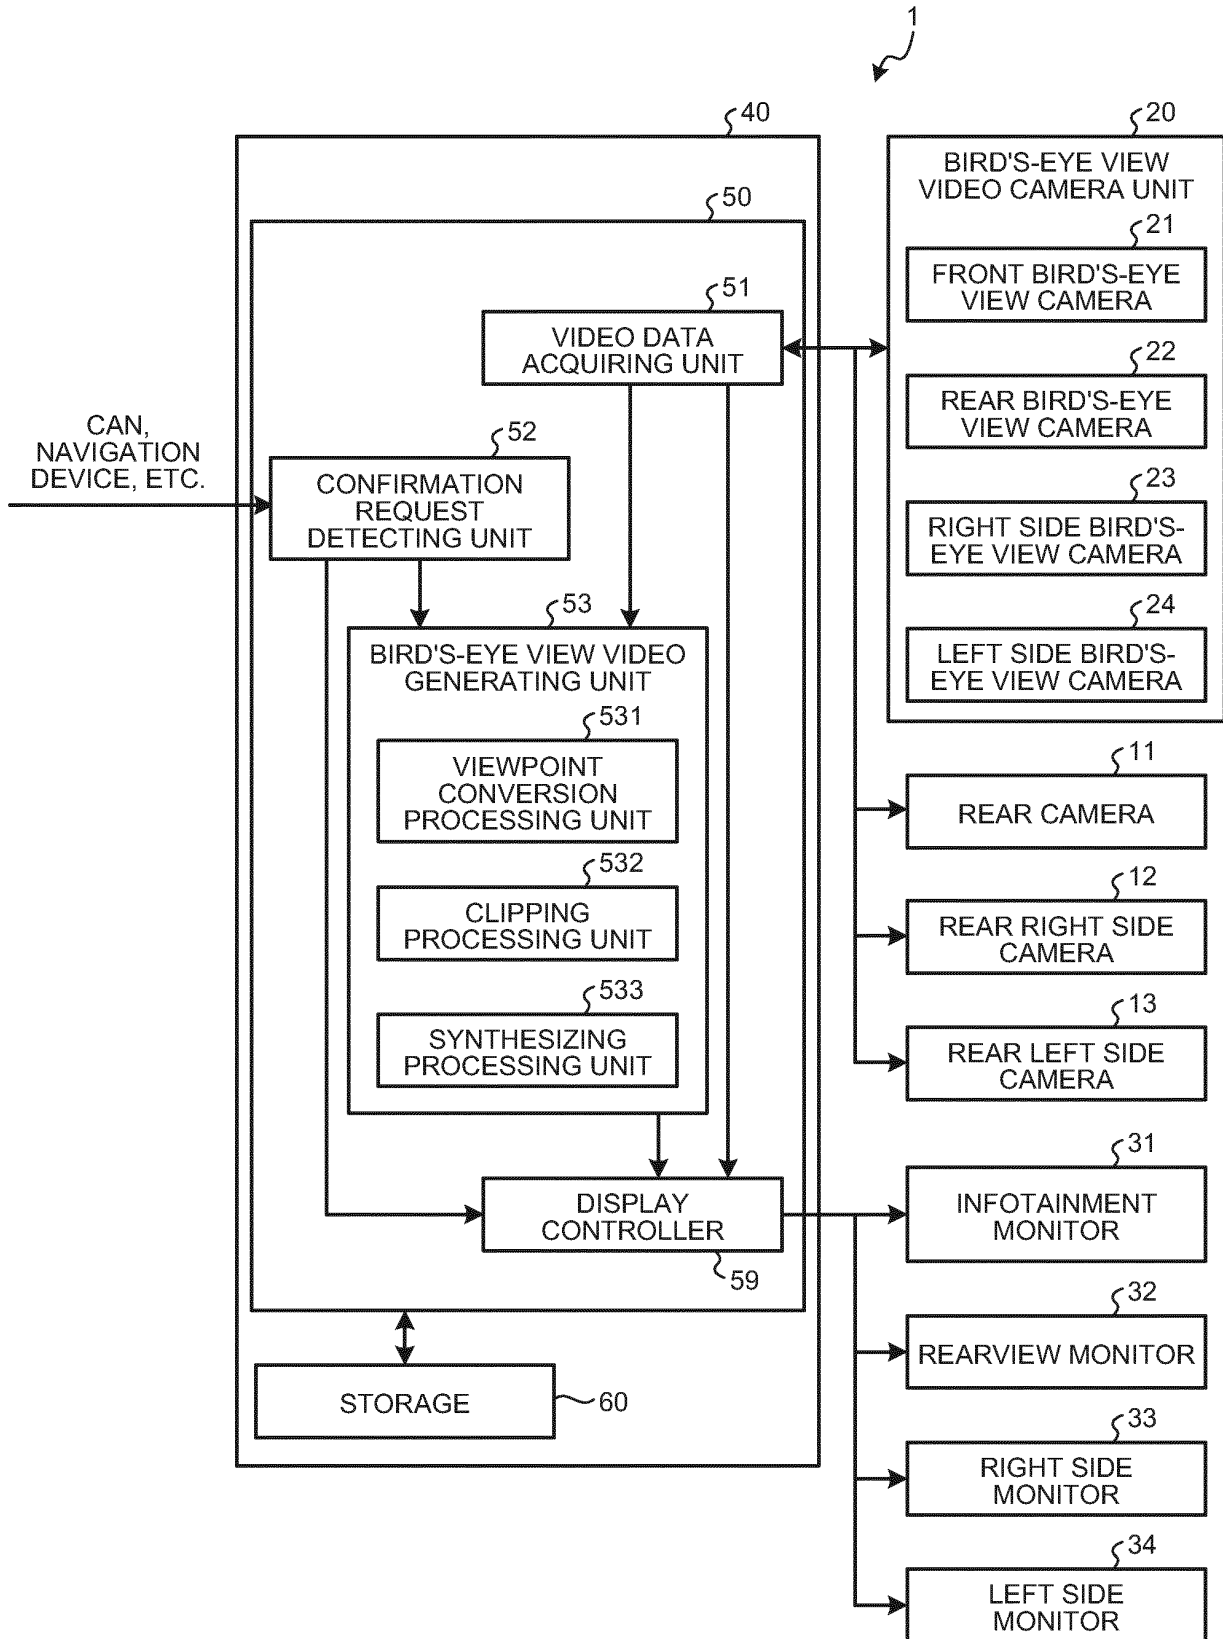 1
40
20
BIRD'S-EYE VIEW
VIDEO CAMERA UNIT
50
21
FRONT BIRD'S-EYE
VIEW CAMERA
51
VIDEO DATA
ACQUIRING UNIT
22
REAR BIRD'S-EYE
VIEW CAMERA
CAN,
NAVIGATION
DEVICE, ETC.
52
CONFIRMATION
REQUEST
DETECTING UNIT
23
RIGHT SIDE BIRD'S-
EYE VIEW CAMERA
24
LEFT SIDE BIRD'S-
EYE VIEW CAMERA
53
BIRD'S-EYE VIEW VIDEO
GENERATING UNIT
531
VIEWPOINT
CONVERSION
PROCESSING UNIT
11
REAR CAMERA
532
CLIPPING
PROCESSING UNIT
12
REAR RIGHT SIDE
CAMERA
533
SYNTHESIZING
PROCESSING UNIT
13
REAR LEFT SIDE
CAMERA
DISPLAY
CONTROLLER
59
31
INFOTAINMENT
MONITOR
32
REARVIEW MONITOR
STORAGE
60
33
RIGHT SIDE
MONITOR
34
LEFT SIDE
MONITOR